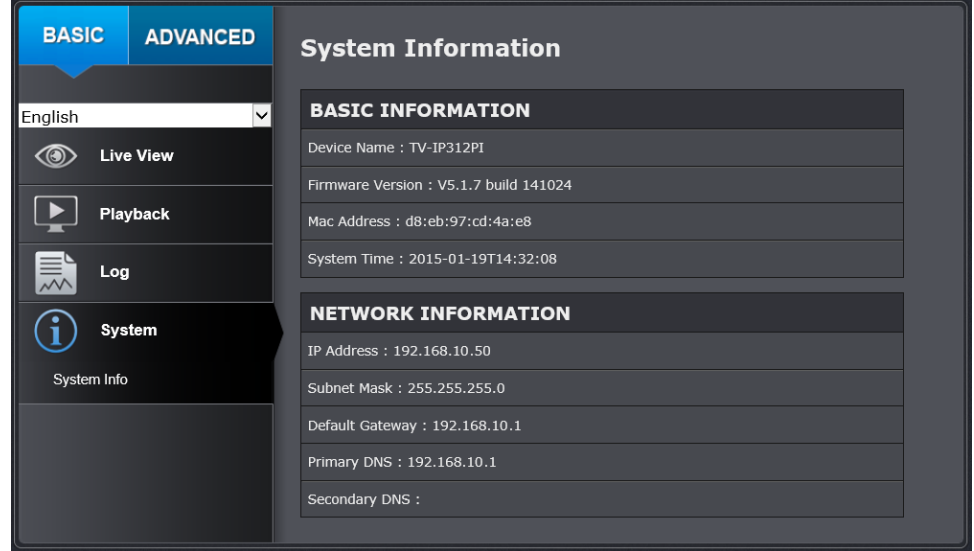 BASIC
ADVANCED
English
Live View
Playback
Log
System
System Info
System Information
BASIC INFORMATION
Device Name : TV-IP312PI
Firmware Version : V5.1.7 build 141024
Mac Address : d8:eb:97:cd:4a:e8
System Time : 2015-01-19T14:32:08
NETWORK INFORMATION
IP Address : 192.168.10.50
Subnet Mask : 255.255.255.0
Default Gateway : 192.168.10.1
Primary DNS : 192.168.10.1
Secondary DNS :